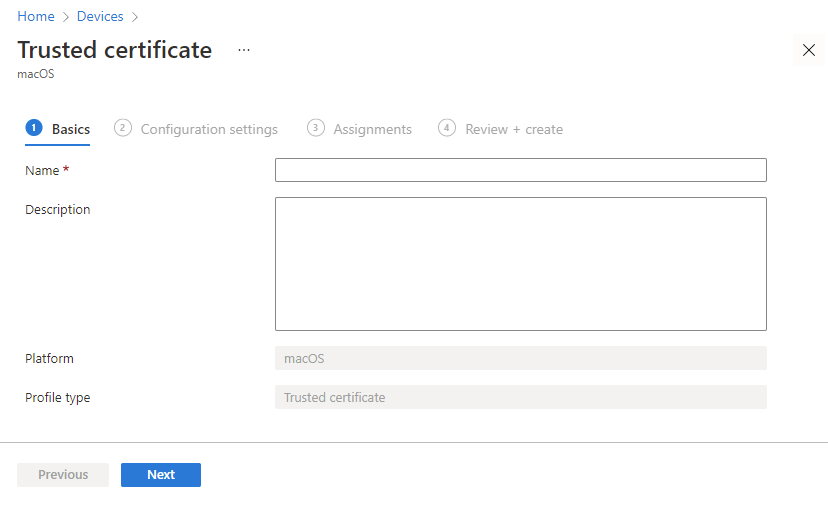 Home > Devices >
Trusted certificate ...
macOS
1 Basics 2 Configuration settings 3 Assignments 4 Review + create
Name *
Description
Platform macOS
Profile type Trusted certificate
Previous Next